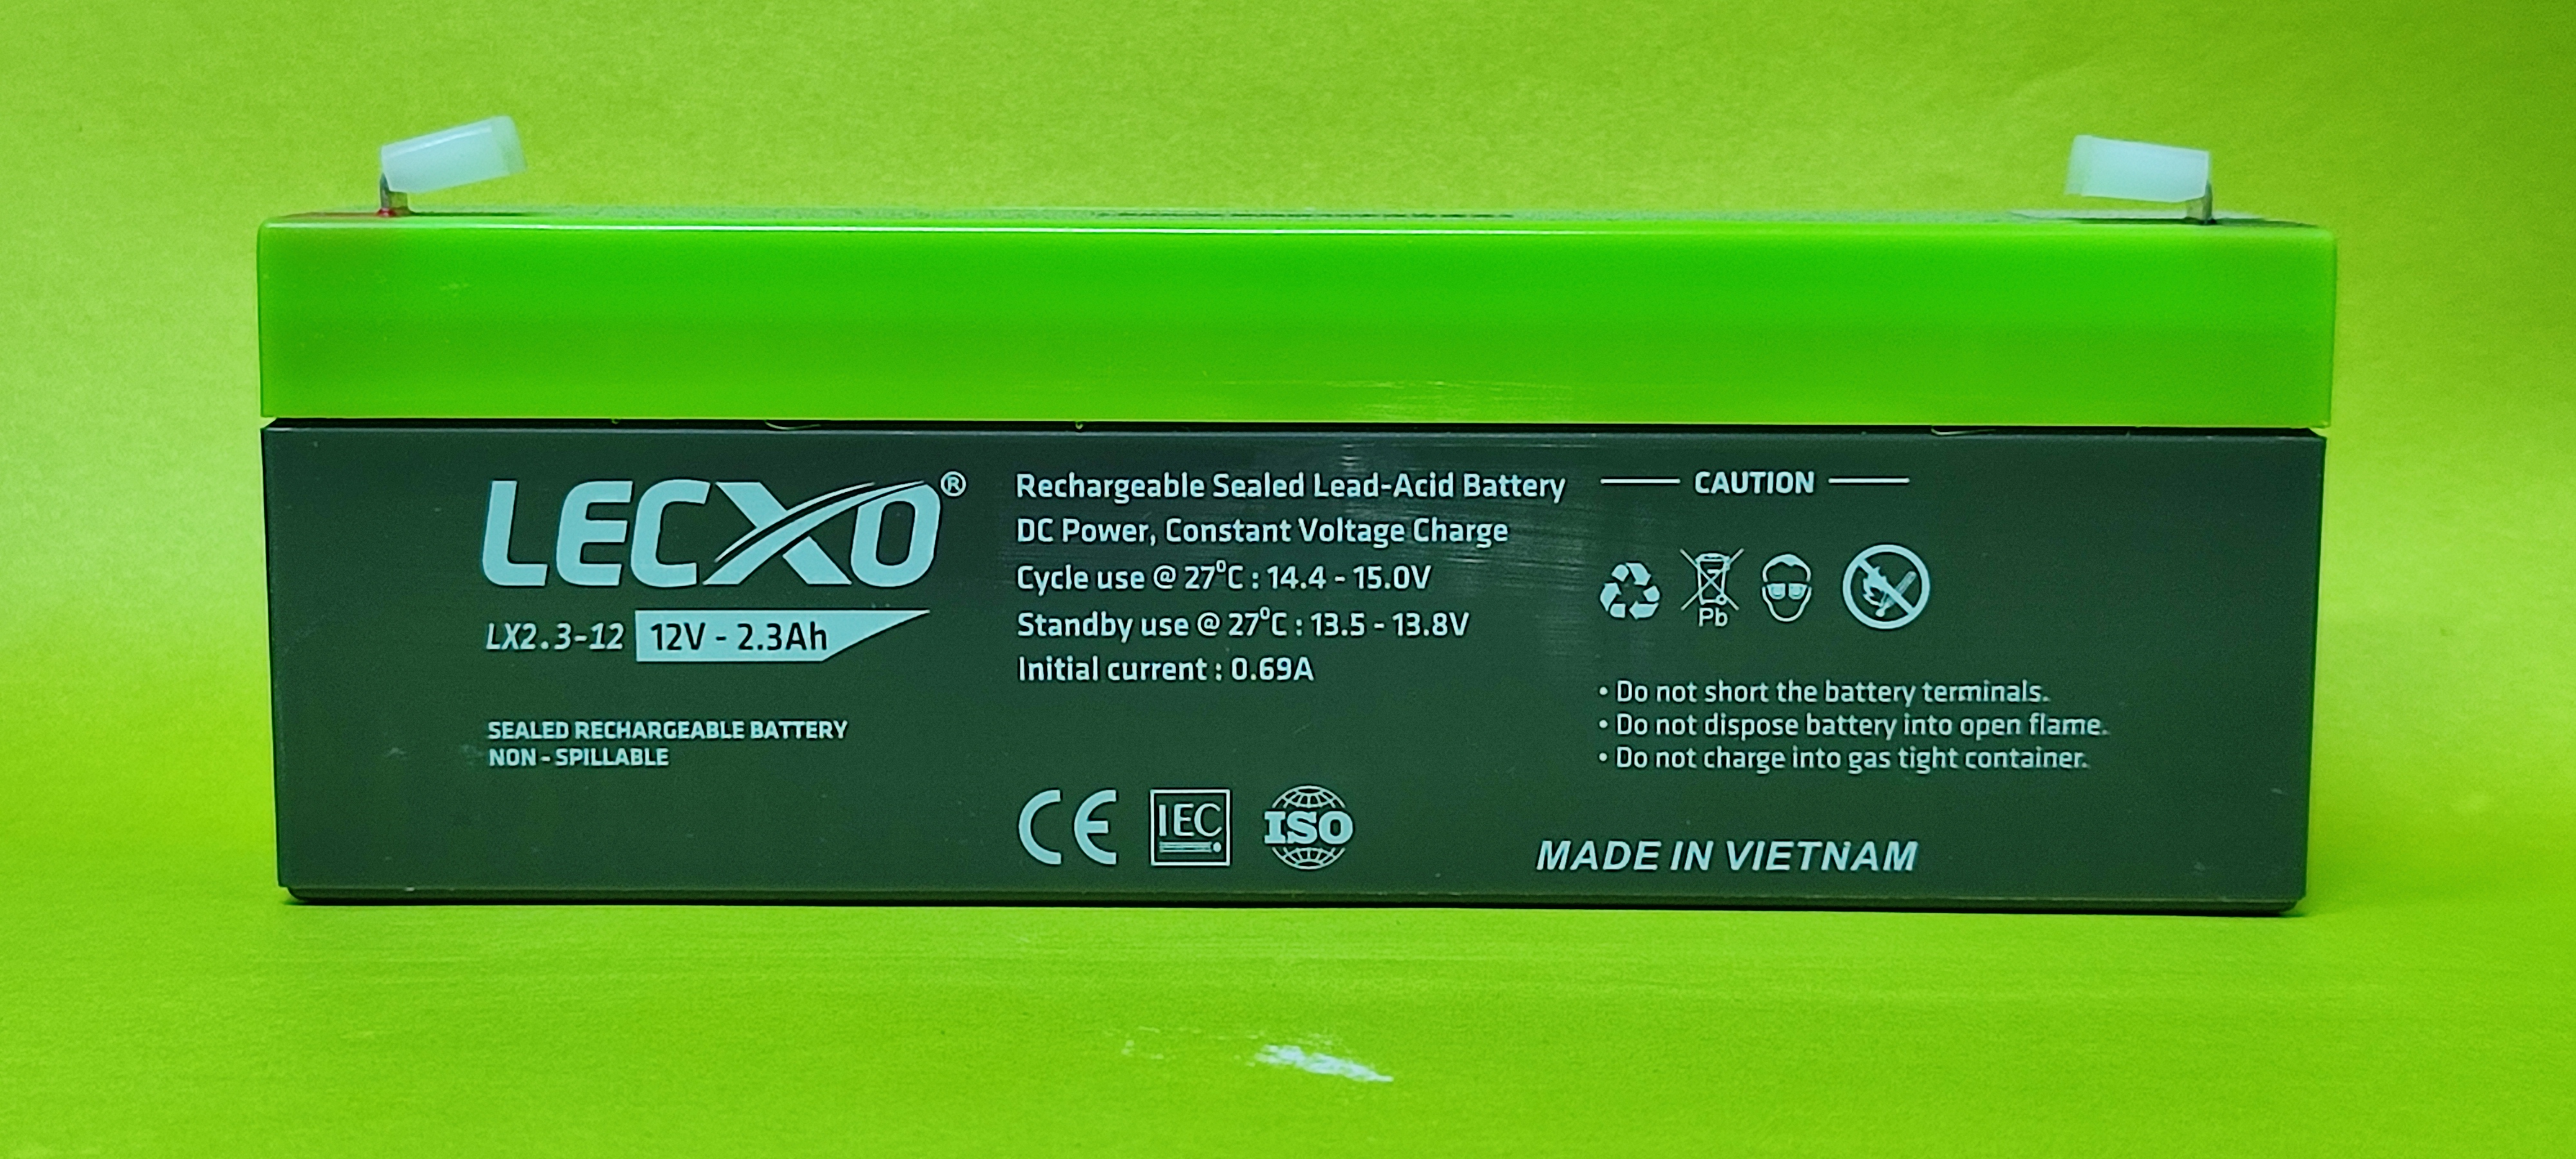 LECXO®
LX2.3-12 12V - 2.3Ah
SEALED RECHARGEABLE BATTERY
NON - SPILLABLE
Rechargeable Sealed Lead-Acid Battery
DC Power, Constant Voltage Charge
Cycle use @ 27⁰C : 14.4 - 15.0V
Standby use @ 27⁰C : 13.5 - 13.8V
Initial current : 0.69A
CE IEC ISO
CAUTION
Pb
• Do not short the battery terminals.
• Do not dispose battery into open flame.
• Do not charge into gas tight container.
MADE IN VIETNAM